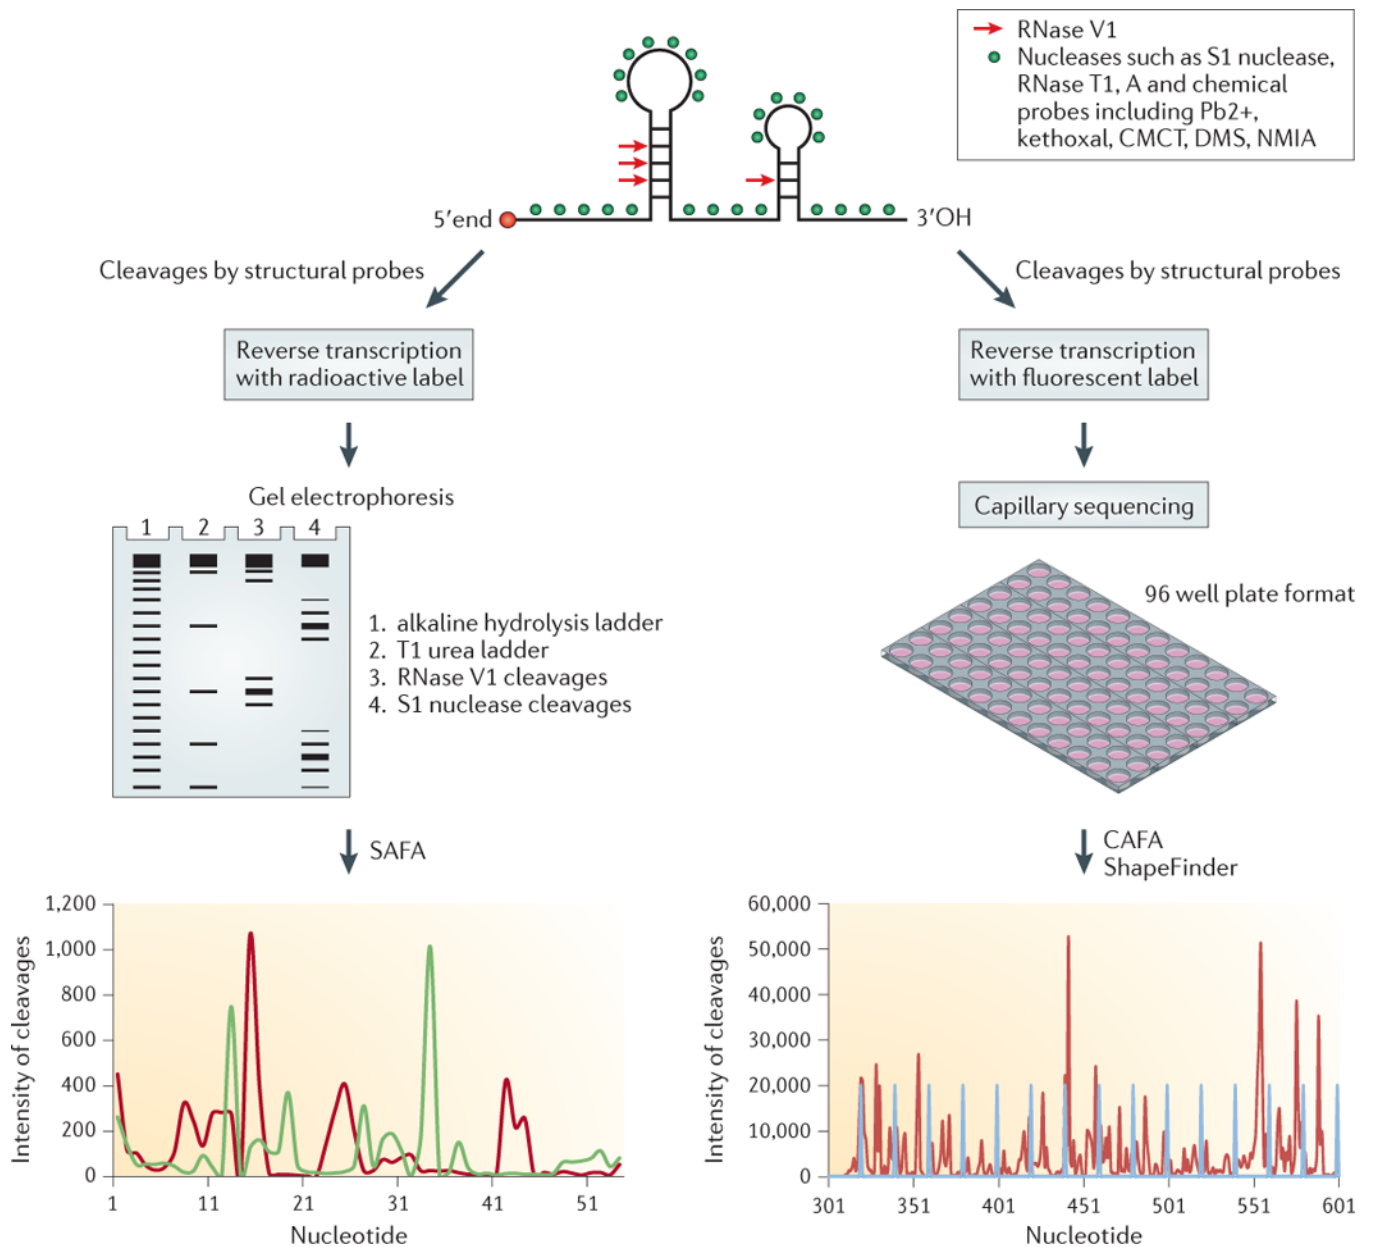 RNase V1
Nucleases such as S1 nuclease,
RNase T1, A and chemical
probes including Pb2+,
kethoxal, CMCT, DMS, NMIA
5′end
3′OH
Cleavages by structural probes
Cleavages by structural probes
Reverse transcription
with radioactive label
Reverse transcription
with fluorescent label
Gel electrophoresis
1 2 3 4
1. alkaline hydrolysis ladder
2. T1 urea ladder
3. RNase V1 cleavages
4. S1 nuclease cleavages
Capillary sequencing
96 well plate format
SAFA
CAFA
ShapeFinder
Intensity of cleavages
1,200
1,000
800
600
400
200
0
1 11 21 31 41 51
Nucleotide
Intensity of cleavages
60,000
50,000
40,000
30,000
20,000
10,000
0
301 351 401 451 501 551 601
Nucleotide